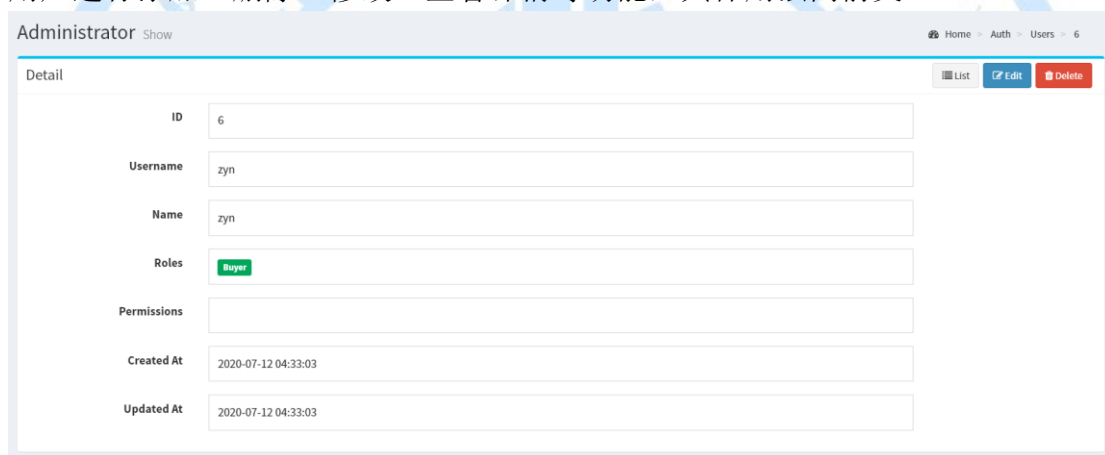 Administrator Show
Home > Auth > Users > 6
Detail
List
Edit
Delete
ID
6
Username
zyn
Name
zyn
Roles
Buyer
Permissions
Created At
2020-07-12 04:33:03
Updated At
2020-07-12 04:33:03